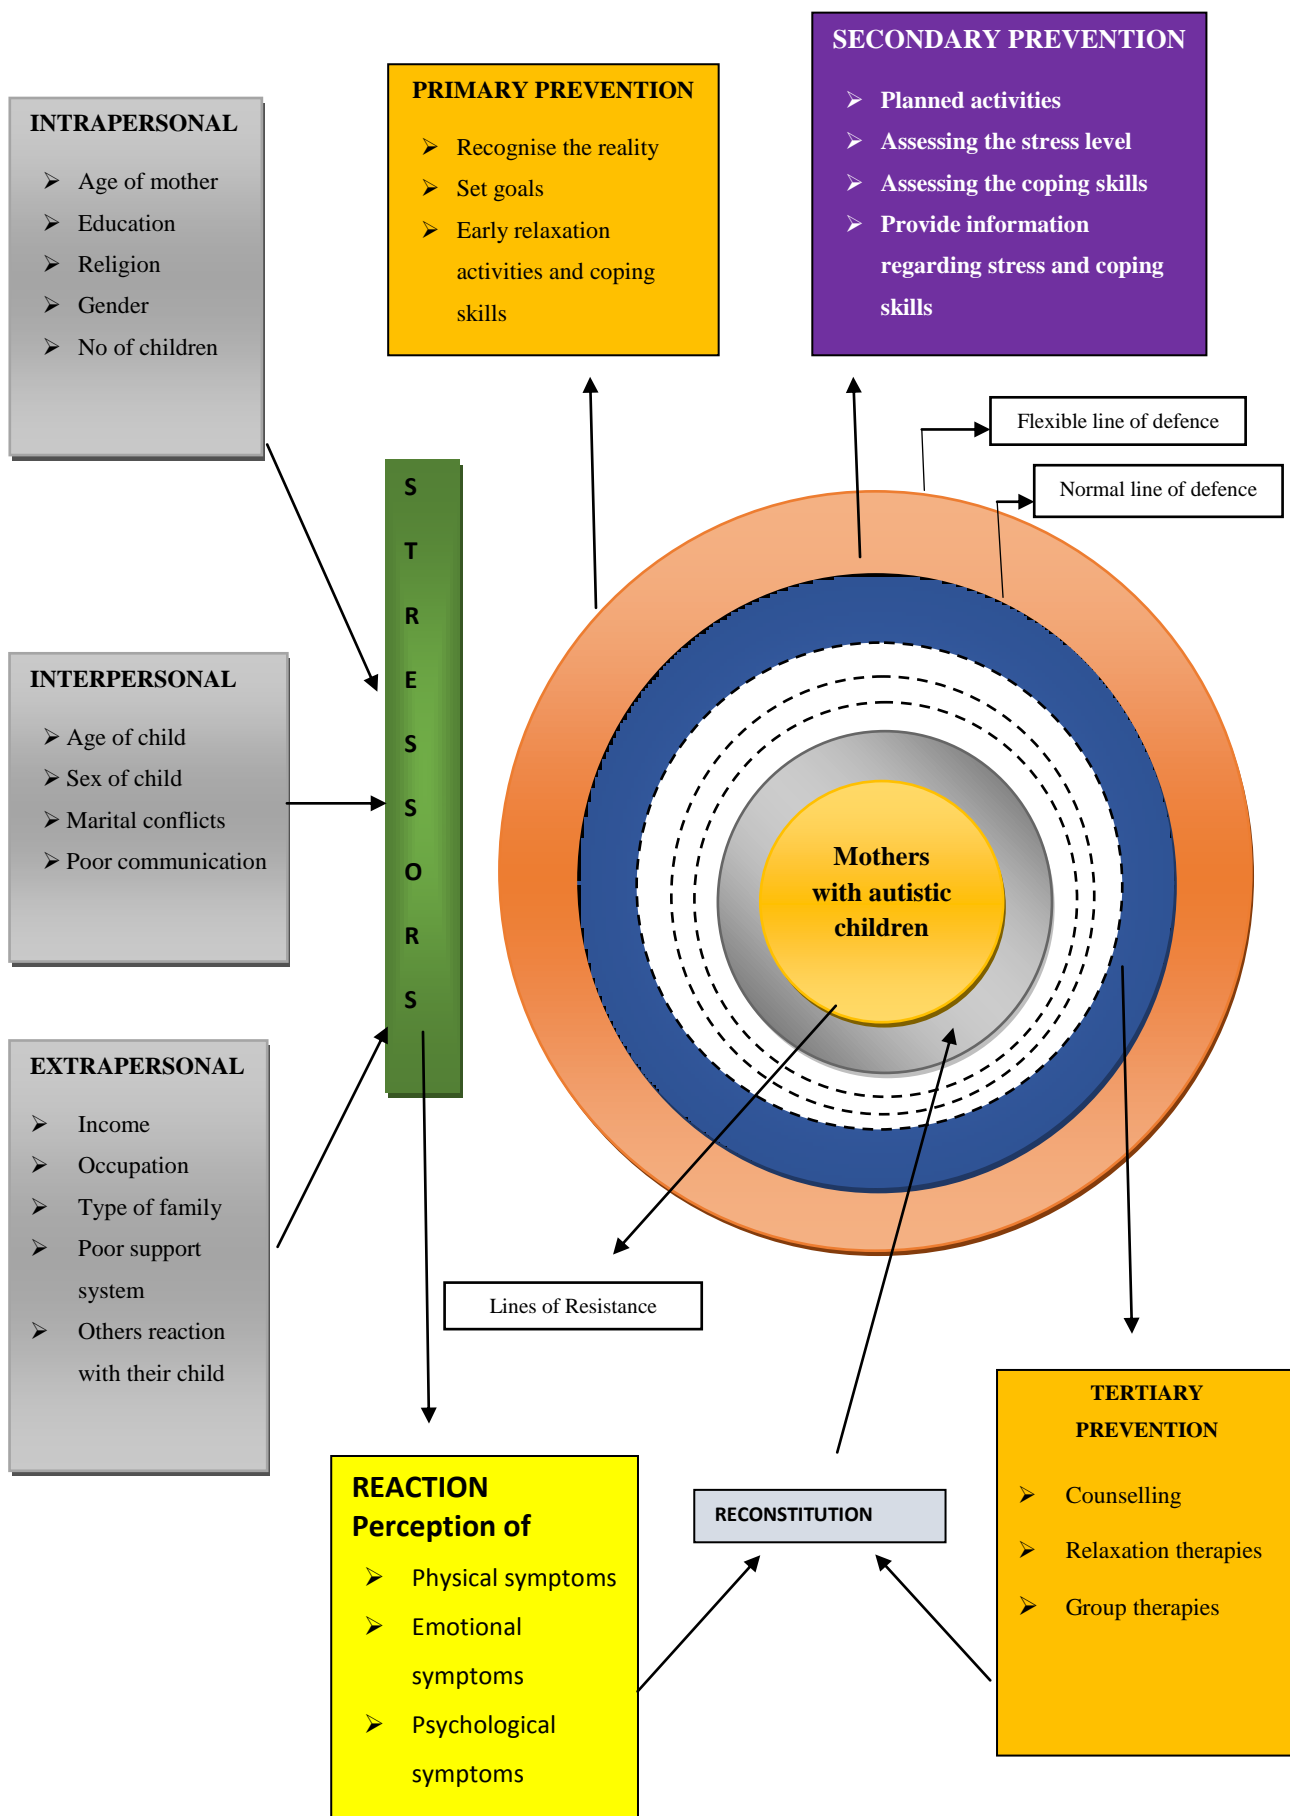 INTRAPERSONAL
Age of mother
Education
Religion
Gender
No of children
PRIMARY PREVENTION
Recognise the reality
Set goals
Early relaxation
activities and coping
skills
SECONDARY PREVENTION
Planned activities
Assessing the stress level
Assessing the coping skills
Provide information
regarding stress and coping
skills
Flexible line of defence
Normal line of defence
S
T
R
E
S
S
O
R
S
INTERPERSONAL
Age of child
Sex of child
Marital conflicts
Poor communication
Mothers
with autistic
children
EXTRAPERSONAL
Income
Occupation
Type of family
Poor support
system
Others reaction
with their child
Lines of Resistance
REACTION
Perception of
Physical symptoms
Emotional
symptoms
Psychological
symptoms
RECONSTITUTION
TERTIARY
PREVENTION
Counselling
Relaxation therapies
Group therapies